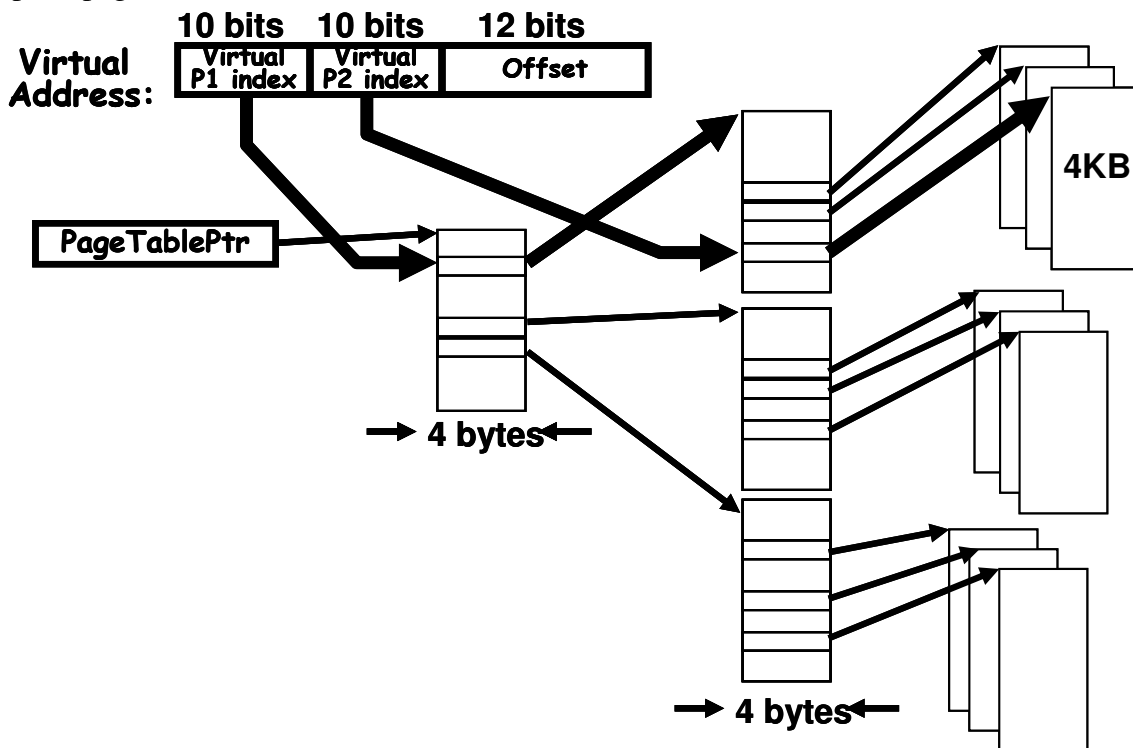 10 bits 10 bits 12 bits
Virtual Address:
Virtual P1 index
Virtual P2 index
Offset
4KB
PageTablePtr
4 bytes
4 bytes